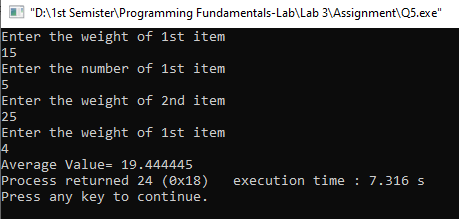 "D:\1st Semister\Programming Fundamentals-Lab\Lab 3\Assignment\Q5.exe"
Enter the weight of 1st item
15
Enter the number of 1st item
5
Enter the weight of 2nd item
25
Enter the weight of 1st item
4
Average Value= 19.444445
Process returned 24 (0x18)   execution time : 7.316 s
Press any key to continue.